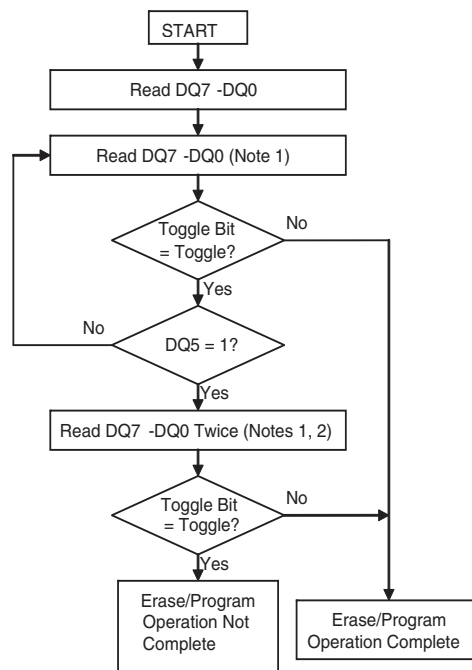 START
Read DQ7 -DQ0
Read DQ7 -DQ0 (Note 1)
Toggle Bit
= Toggle?
No
Yes
No
DQ5 = 1?
Yes
Read DQ7 -DQ0 Twice (Notes 1, 2)
Toggle Bit
= Toggle?
No
Yes
Erase/Program
Operation Not
Complete
Erase/Program
Operation Complete